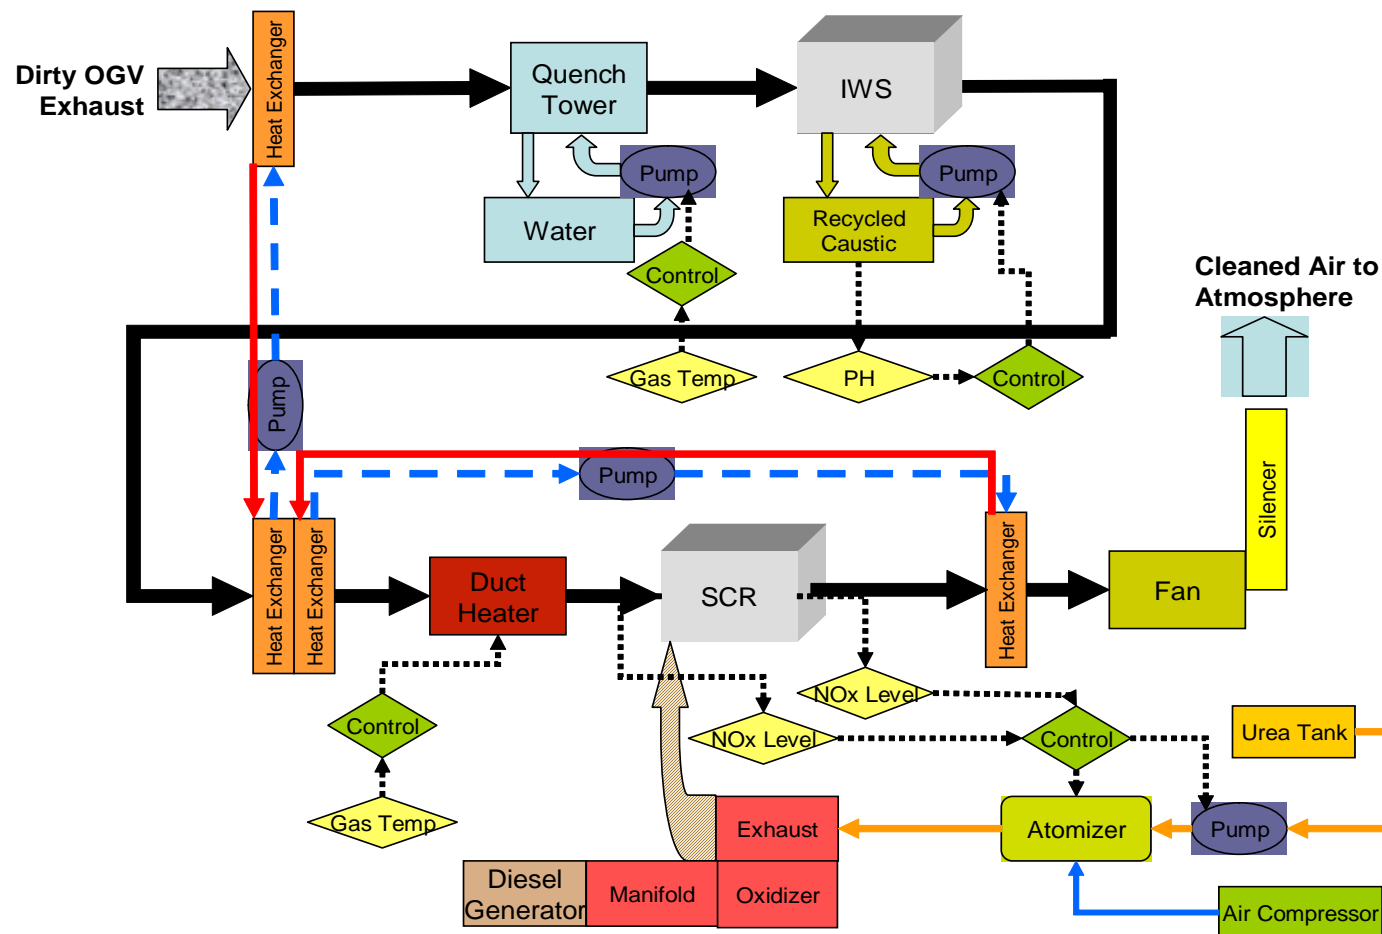 Dirty OGV
Exhaust
Heat Exchanger
Quench
Tower
IWS
Pump
Pump
Water
Recycled
Caustic
Control
Cleaned Air to
Atmosphere
Gas Temp
PH
Control
Pump
Pump
Silencer
Heat Exchanger
Heat Exchanger
Duct
Heater
SCR
Heat Exchanger
Fan
Control
NOx Level
NOx Level
Control
Urea Tank
Gas Temp
Exhaust
Atomizer
Pump
Diesel
Generator
Manifold
Oxidizer
Air Compressor